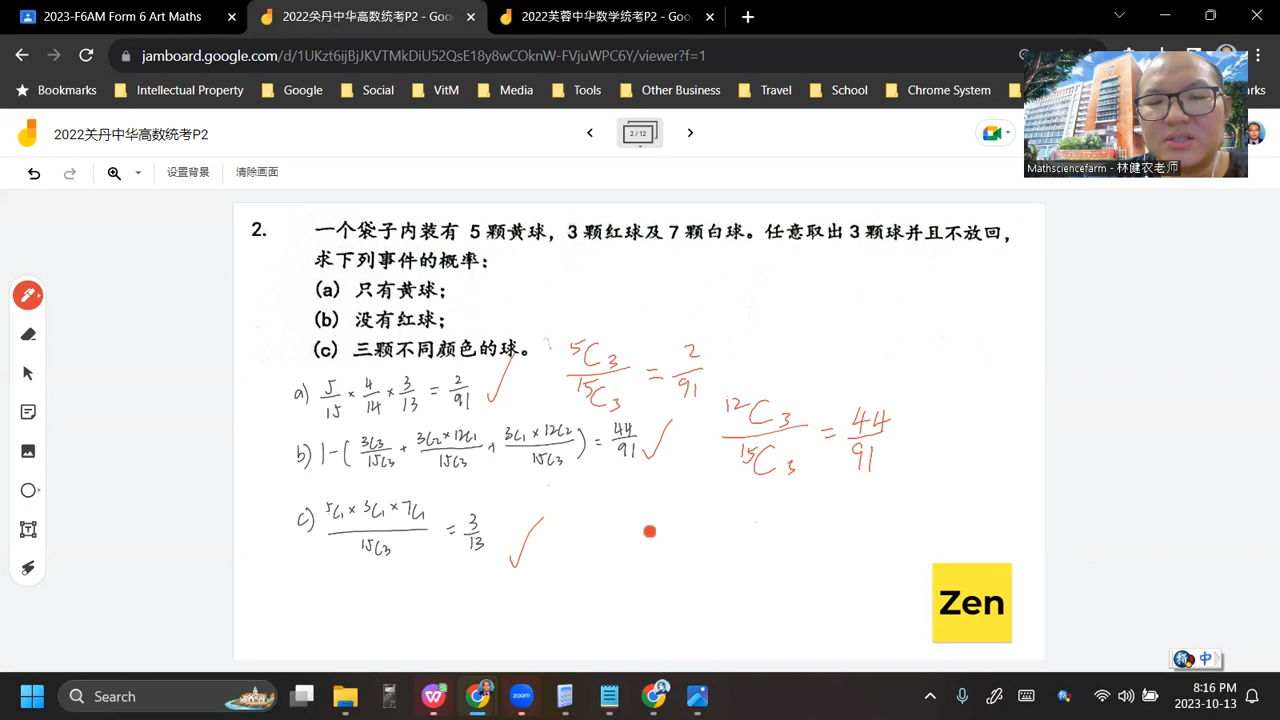 2023-F6AM Form 6 Art Maths
2022关丹中华高数统考P2 - Goo
2022芙蓉中华数学统考P2 - Goo
jamboard.google.com/d/1UKzt6ijBjJKVTMkDiU52OsE18y8wCOknW-FVjuWPC6Y/viewer?f=1
Bookmarks Intellectual Property Google Social VitM Media Tools Other Business Travel School Chrome System marks
2022关丹中华高数统考P2
2 / 12
设置背景 清除画面
Mathsciencefarm - 林健农老师
2. 一个袋子内装有 5 颗黄球，3 颗红球及 7 颗白球。任意取出 3 颗球并且不放回，
求下列事件的概率：
(a) 只有黄球；
(b) 没有红球；
(c) 三颗不同颜色的球。
a) 5/15 × 4/14 × 3/13 = 2/91 ✓
5C3/15C3 = 2/91
b) 1-(3C3/15C3 + 3C2×12C1/15C3 + 3C1×12C2/15C3) = 44/91 ✓
12C3/15C3 = 44/91
c) 5C1×3C1×7C1/15C3 = 3/13 ✓
Zen
中
Search
8:16 PM
2023-10-13